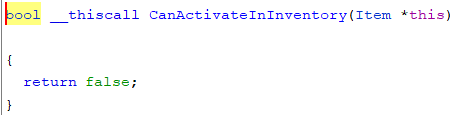 bool __thiscall CanActivateInInventory(Item *this)
{
return false;
}